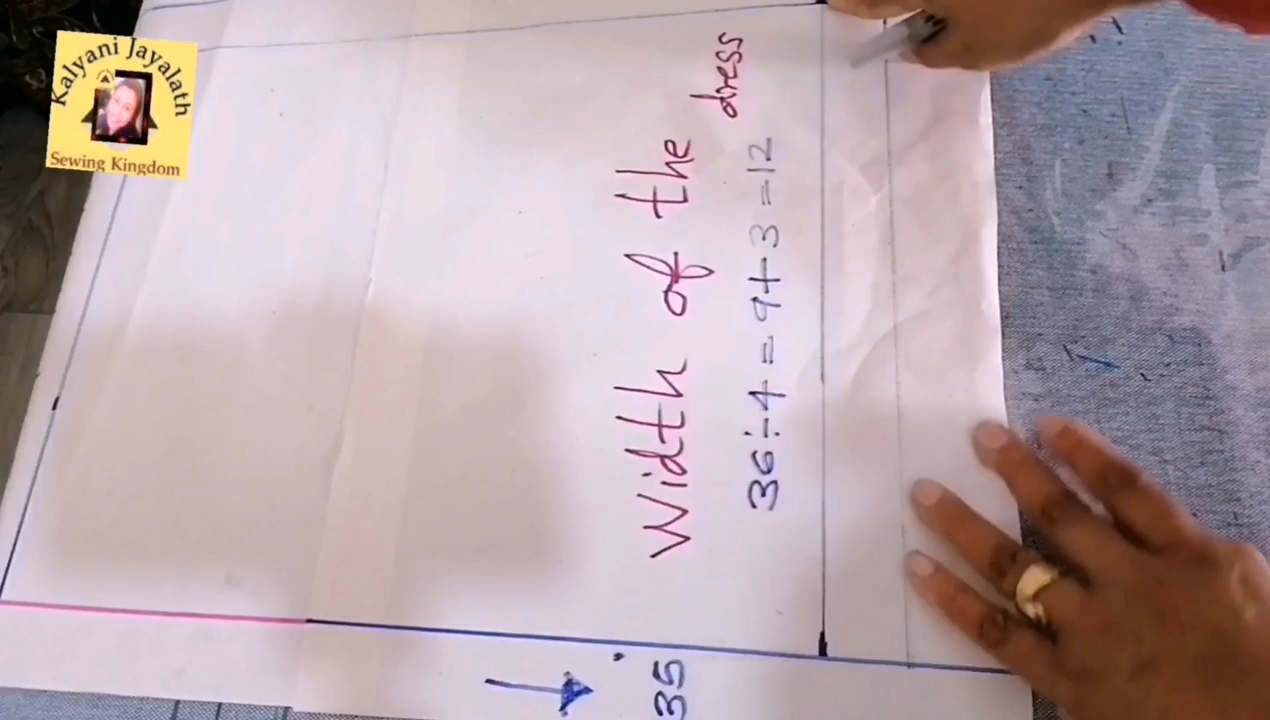 Kalyani Jayalath
Sewing Kingdom
Width of the dress
36÷4=9+3=12
35